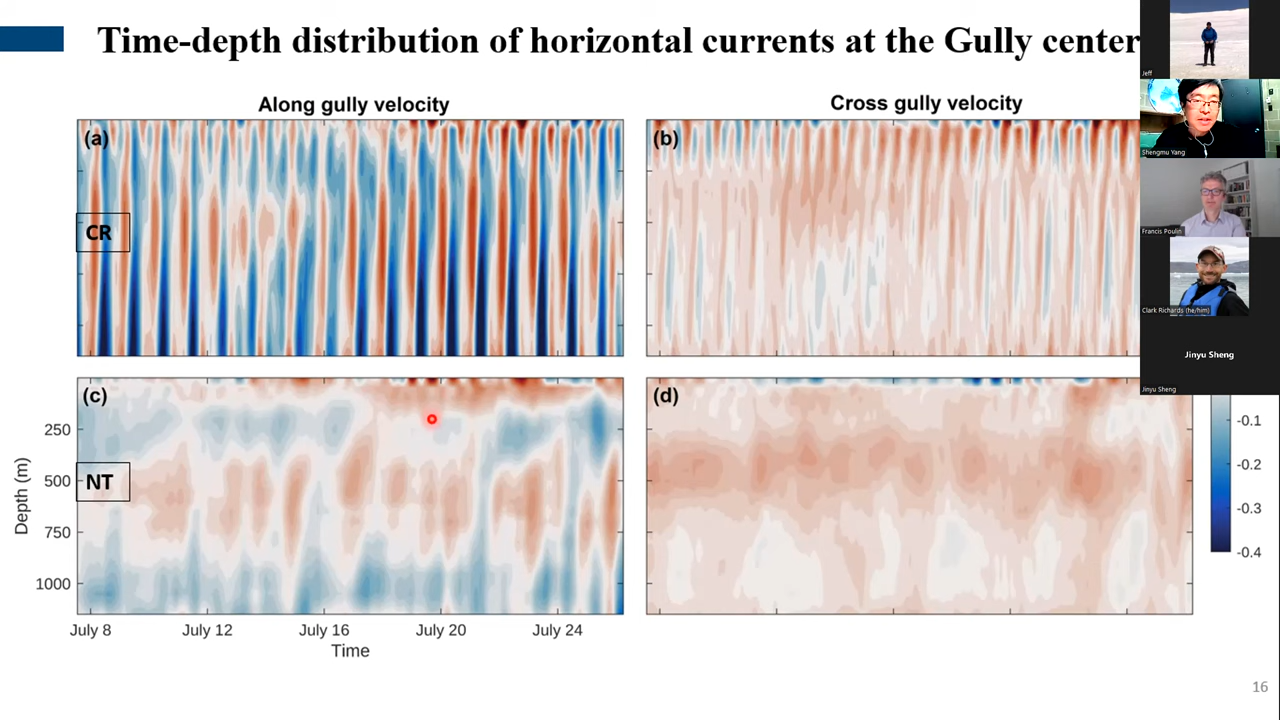 Time-depth distribution of horizontal currents at the Gully center
Along gully velocity
Cross gully velocity
(a)
(b)
CR
(c)
(d)
NT
Depth (m)
250
500
750
1000
July 8
July 12
July 16
July 20
July 24
Time
-0.1
-0.2
-0.3
-0.4
Jeff
Shengmu Yang
Francis Poulin
Clark Richards (he/him)
Jinyu Sheng
Jinyu Sheng
16